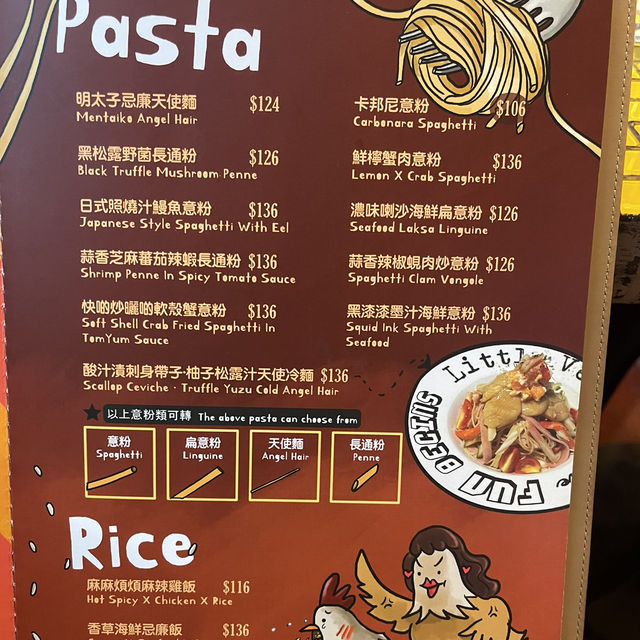 Pasta
明太子忌廉天使麵 $124
Mentaiko Angel Hair
黑松露野菌長通粉 $126
Black Truffle Mushroom Penne
日式照燒汁鰻魚意粉 $136
Japanese Style Spaghetti With Eel
蒜香芝麻蕃茄辣蝦長通粉 $136
Shrimp Penne In Spicy Tomato Sauce
快啲炒曬啲軟殼蟹意粉 $136
Soft Shell Crab Fried Spaghetti In
TomYum Sauce
卡邦尼意粉 $106
Carbonara Spaghetti
鮮檸蟹肉意粉 $136
Lemon X Crab Spaghetti
濃味喇沙海鮮扁意粉 $126
Seafood Laksa Linguine
蒜香辣椒蜆肉炒意粉 $126
Spaghetti Clam Vongole
黑漆漆墨汁海鮮意粉 $136
Squid Ink Spaghetti With
Seafood
酸汁漬刺身帶子·柚子松露汁天使冷麵 $136
Scallop Ceviche · Truffle Yuzu Cold Angel Hair
以上意粉類可轉 The above pasta can choose from
意粉
Spaghetti
扁意粉
Linguine
天使麵
Angel Hair
長通粉
Penne
Little
FUN BEGINS
Rice
麻麻煩煩麻辣雞飯 $116
Hot Spicy X Chicken X Rice
香草海鮮忌廉飯 $136